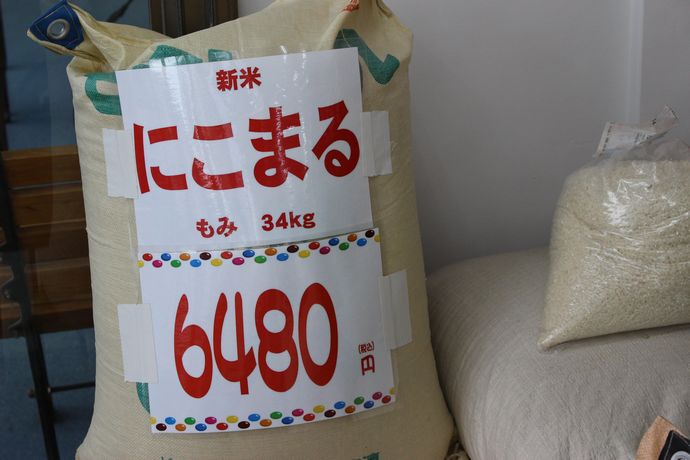 新米
にこまる
もみ 34kg
6480
(税込)
円